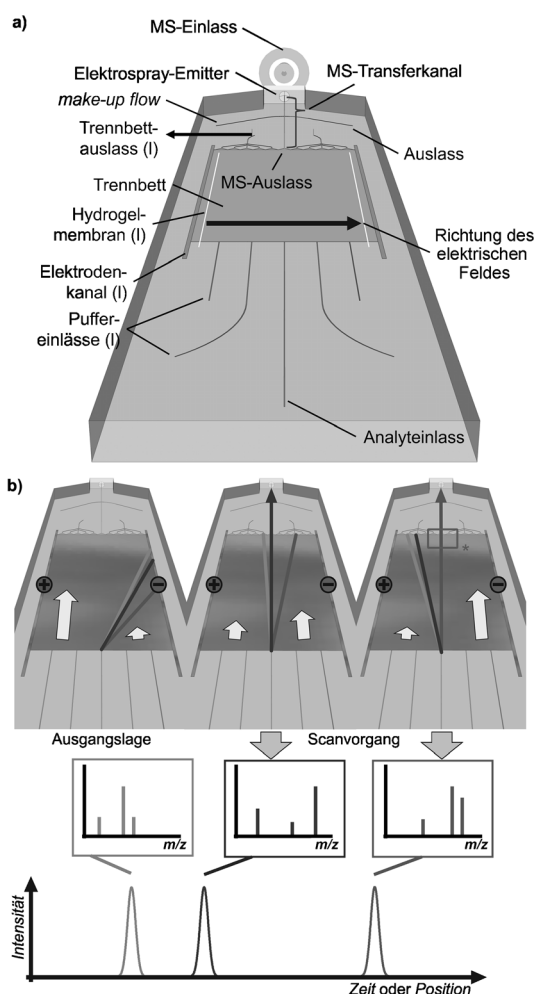 a)
MS-Einlass
Elektrospray-Emitter
MS-Transferkanal
make-up flow
Trennbett-
auslass (I)
Auslass
MS-Auslass
Trennbett
Hydrogel-
membran (I)
Richtung des
elektrischen
Feldes
Elektroden-
kanal (I)
Puffer-
einlässe (I)
Analyteinlass
b)
+
−
+
−
+
−
*
Ausgangslage
Scanvorgang
m/z
m/z
m/z
Intensität
Zeit oder Position